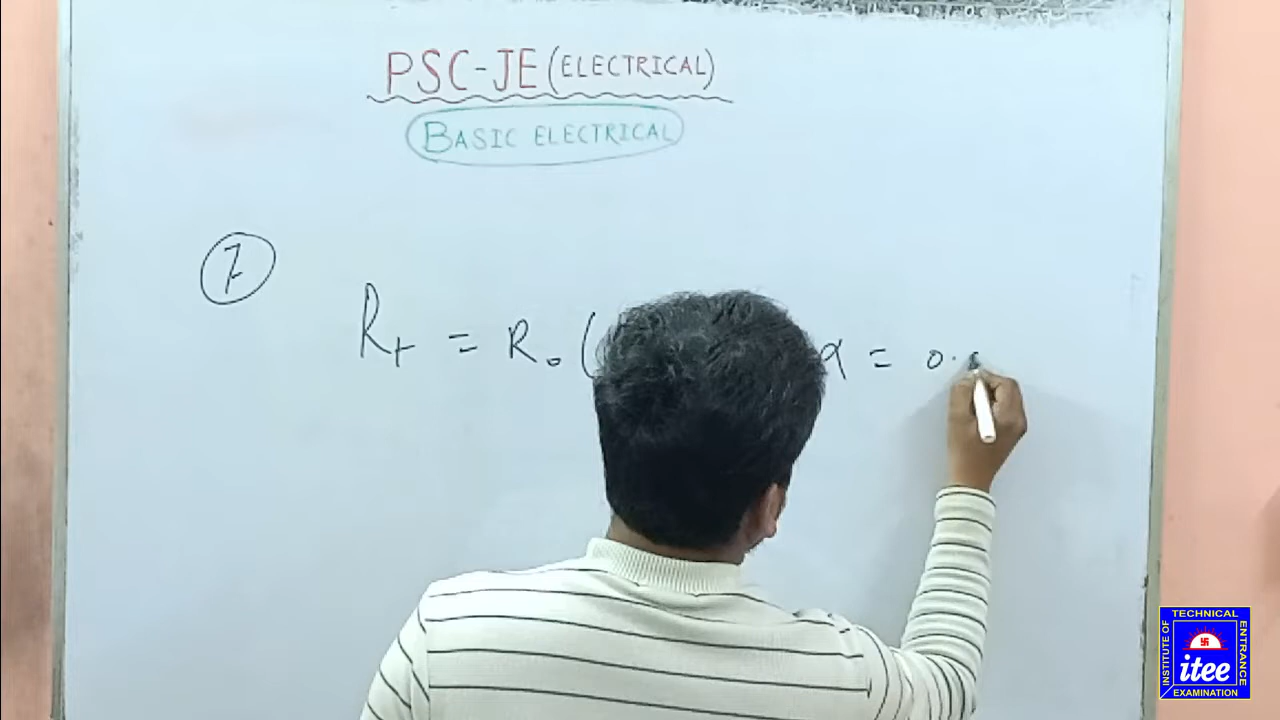 PSC-JE (ELECTRICAL)
BASIC ELECTRICAL
7
Rt = R0 ( α = 0.
INSTITUTE OF TECHNICAL ENTRANCE EXAMINATION
itee